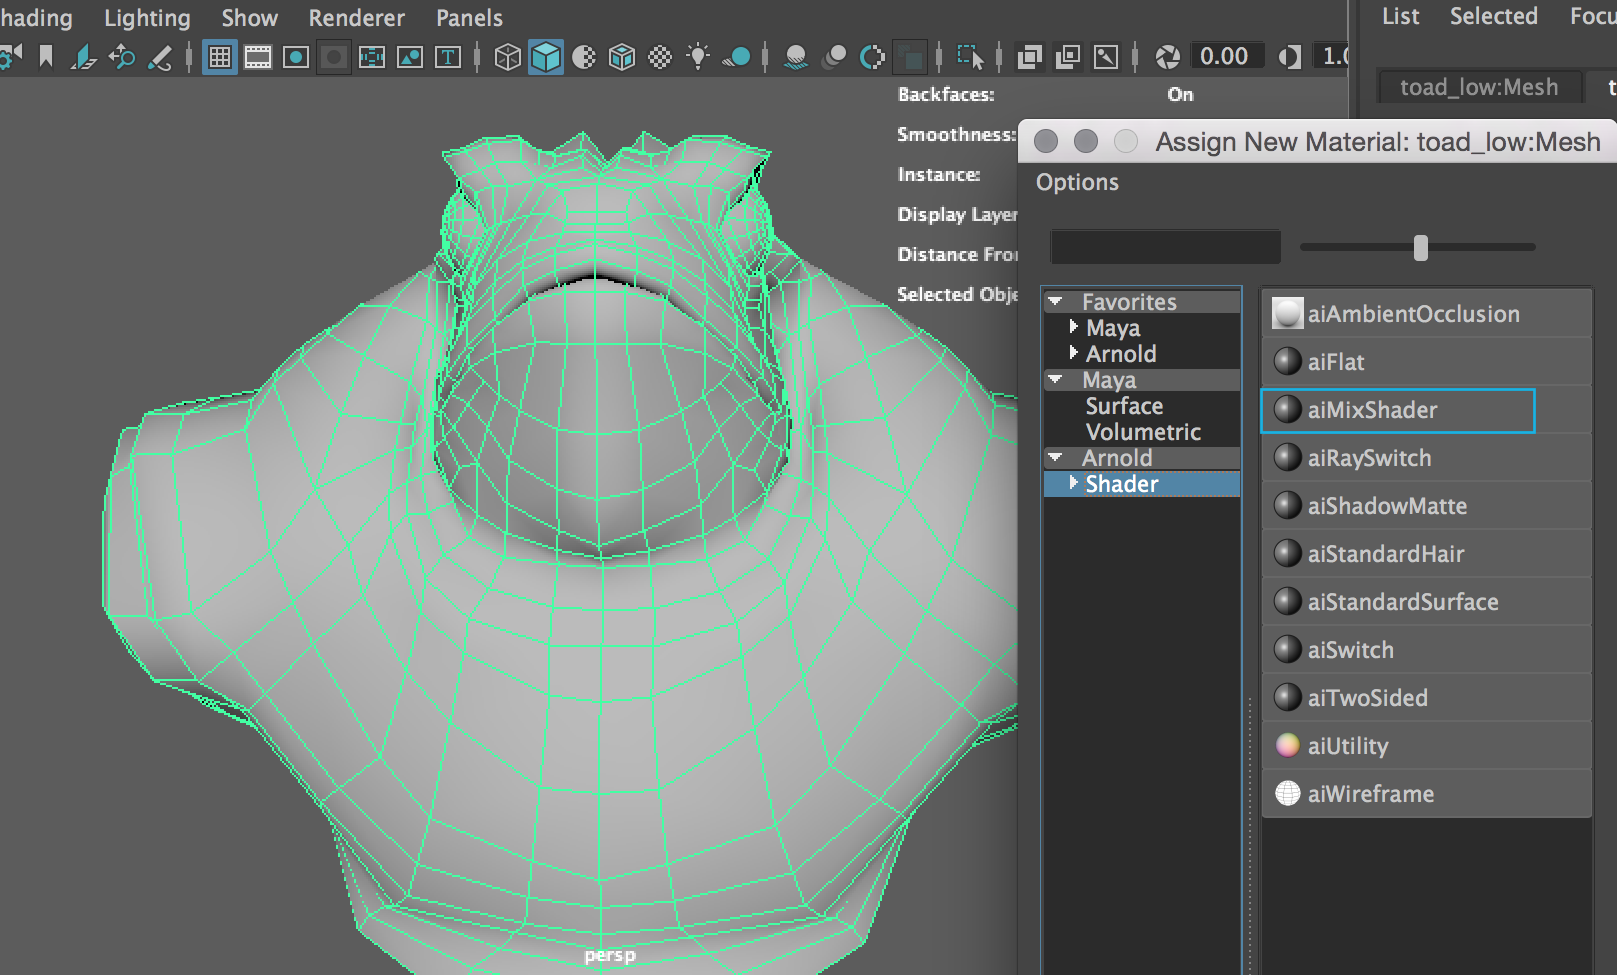 hading Lighting Show Renderer Panels
List Selected Focu
0.00 1.0
T
toad_low:Mesh t
Backfaces: On
Smoothness:
Instance:
Display Layer
Distance Fro
Selected Obje
Assign New Material: toad_low:Mesh
Options
Favorites
Maya
Arnold
Maya
Surface
Volumetric
Arnold
Shader
aiAmbientOcclusion
aiFlat
aiMixShader
aiRaySwitch
aiShadowMatte
aiStandardHair
aiStandardSurface
aiSwitch
aiTwoSided
aiUtility
aiWireframe
persp